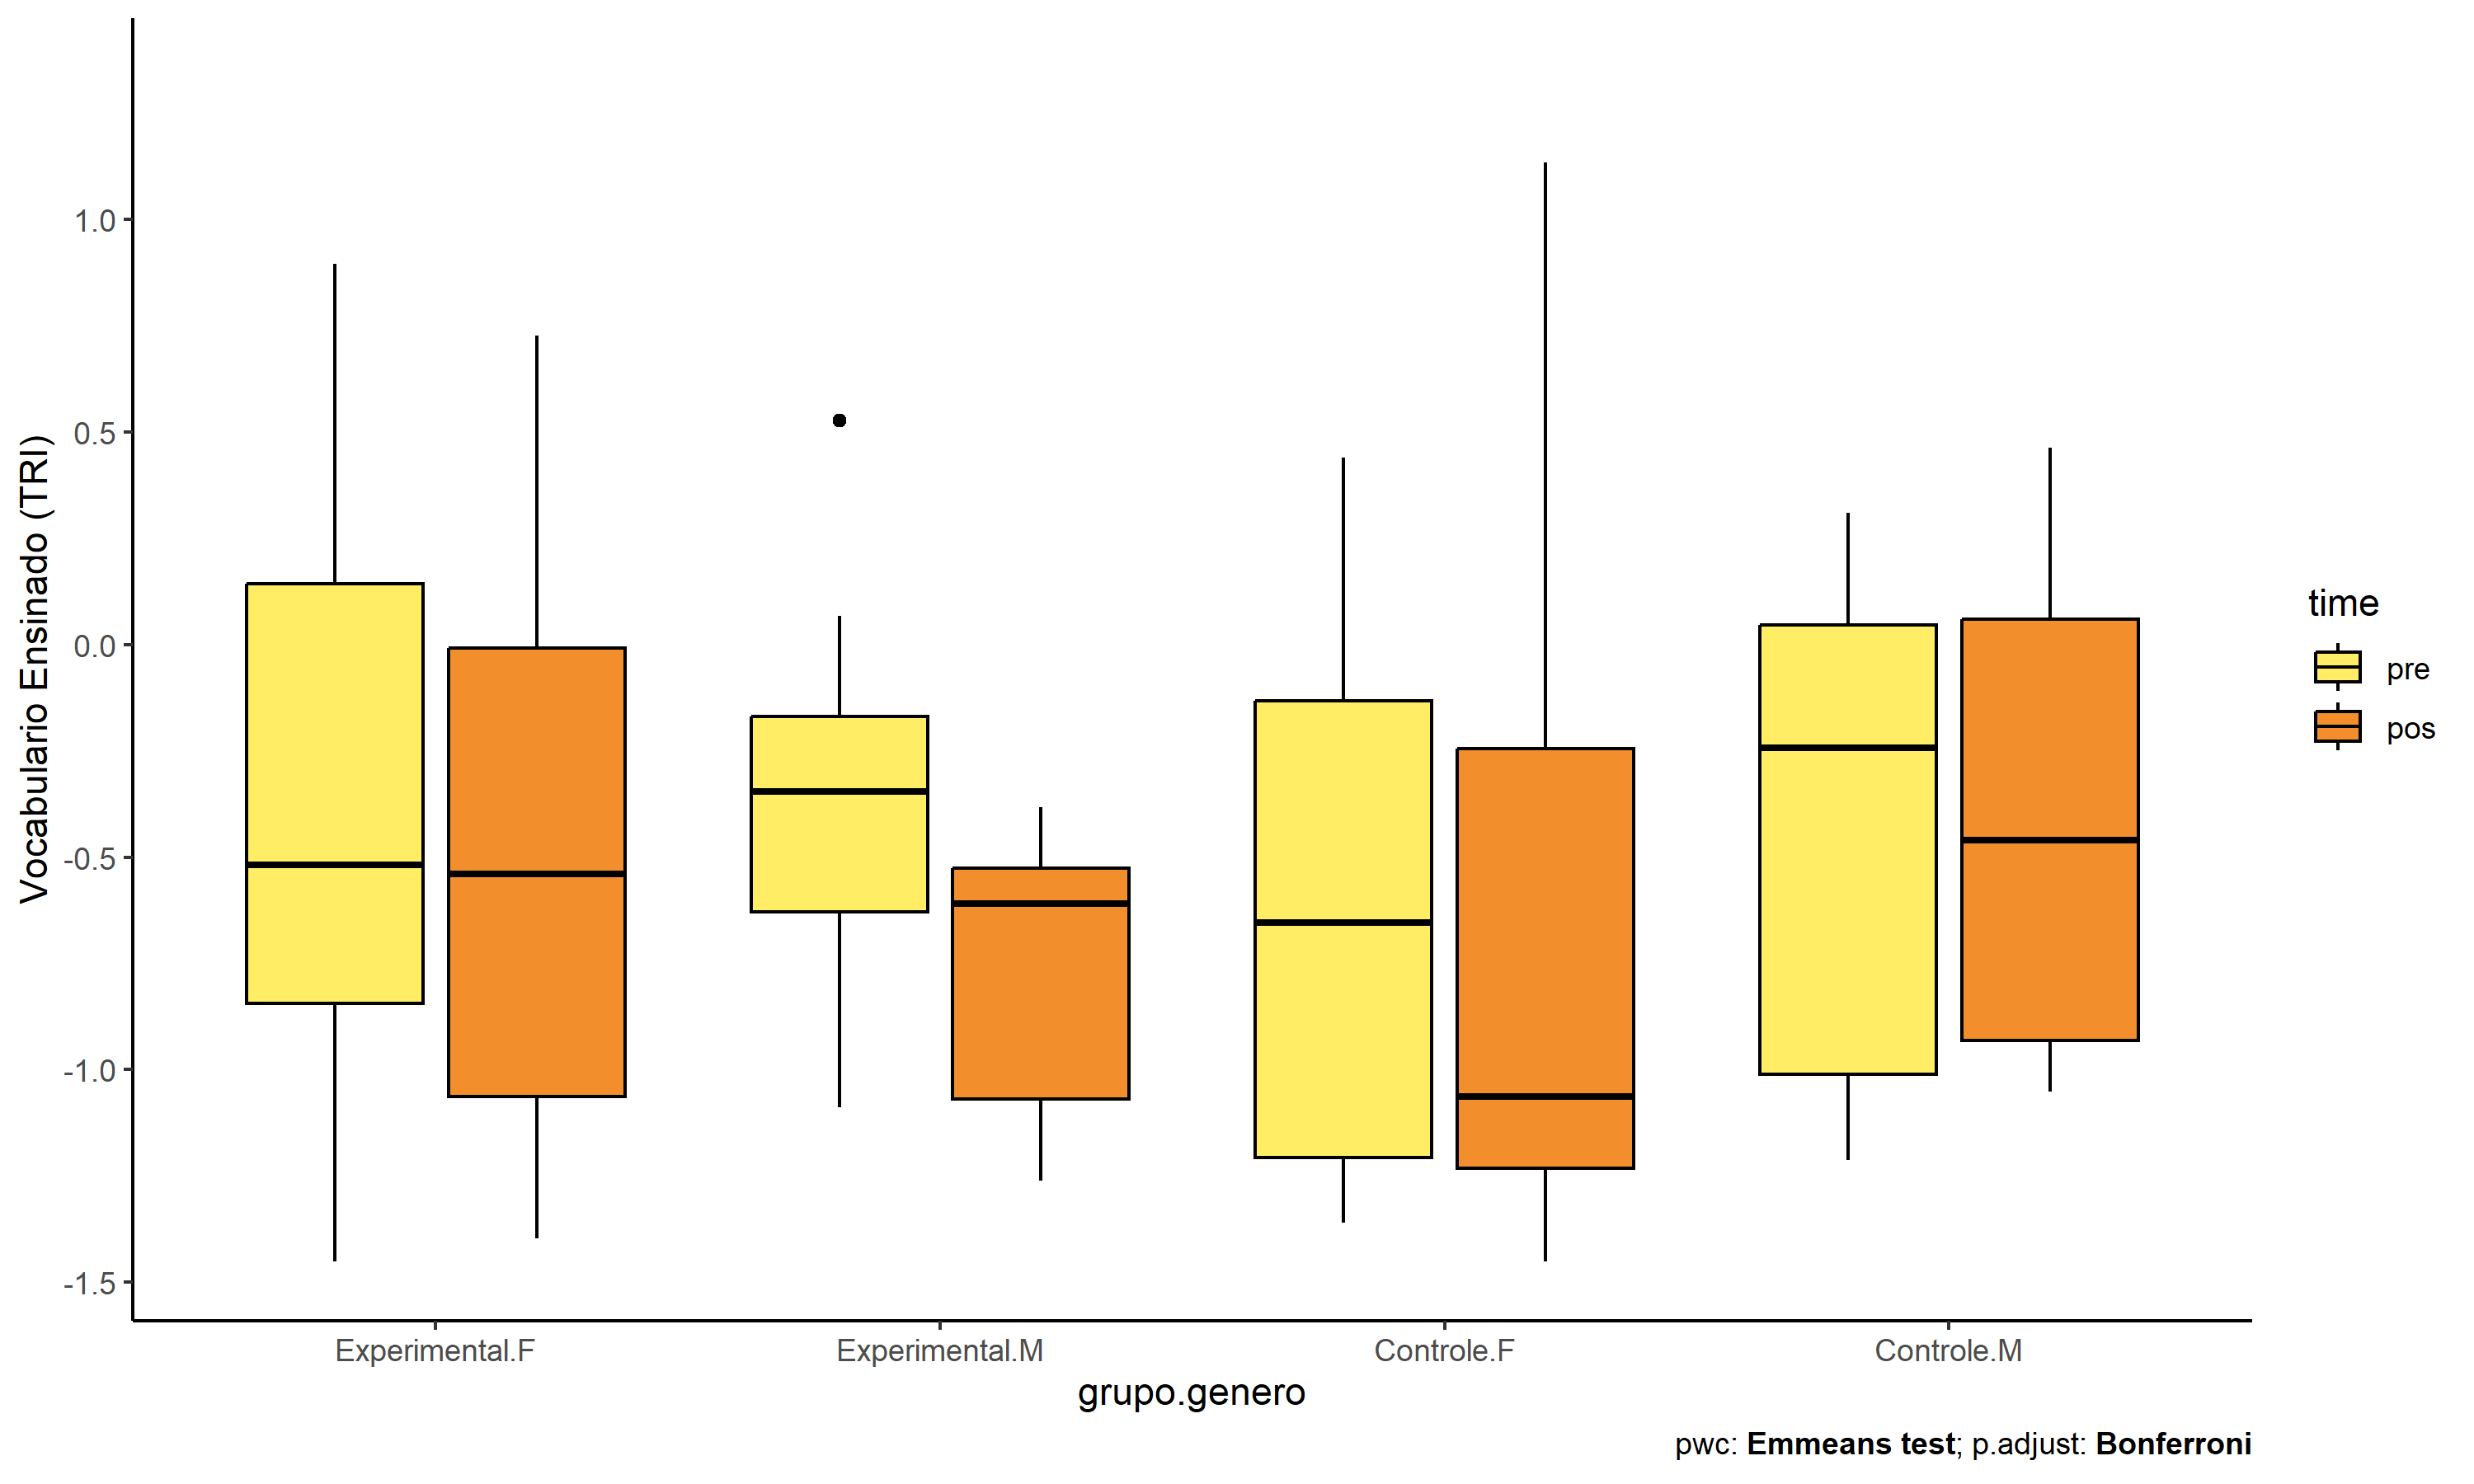 Vocabulario Ensinado (TRI)
1.0
0.5
0.0
-0.5
-1.0
-1.5
Experimental.F
Experimental.M
Controle.F
Controle.M
grupo.genero
time
pre
pos
pwc: Emmeans test; p.adjust: Bonferroni